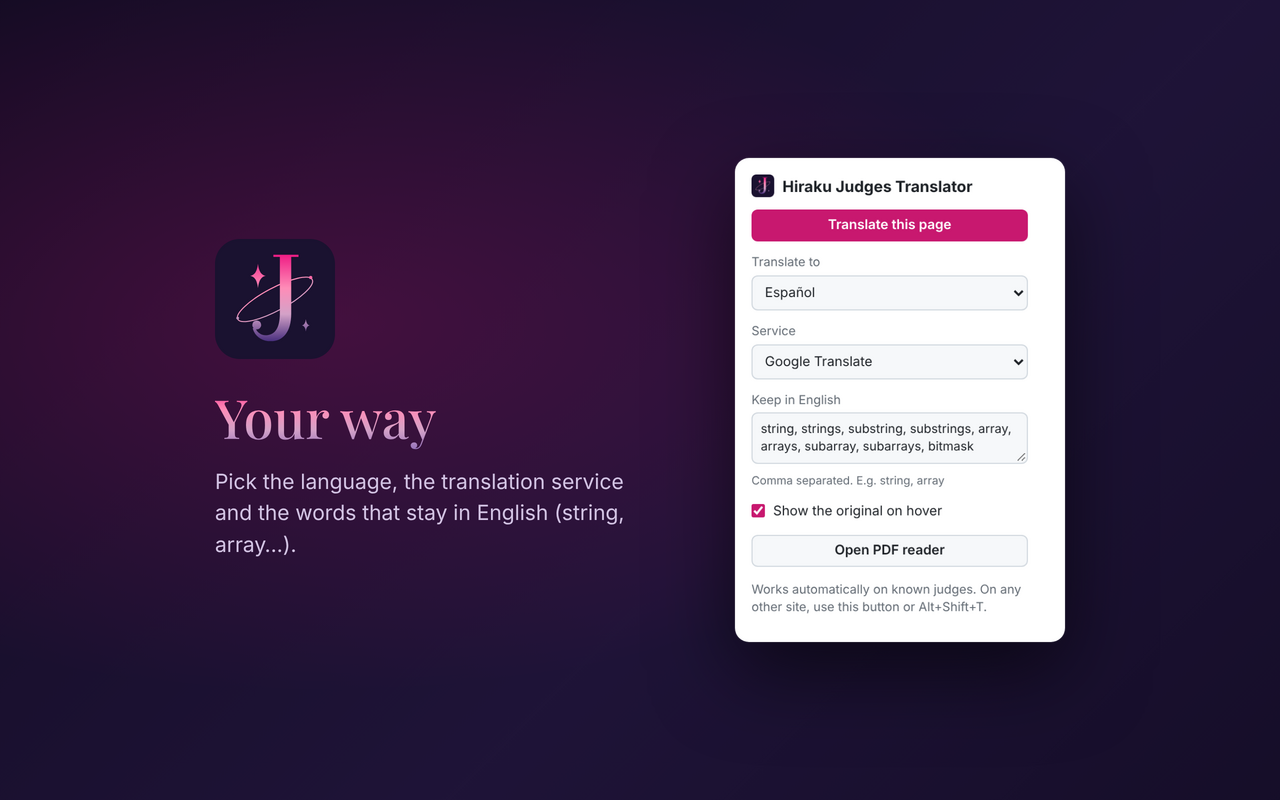 J
Your way
Pick the language, the translation service
and the words that stay in English (string,
array...).
J
Hiraku Judges Translator
Translate this page
Translate to
Español
Service
Google Translate
Keep in English
string, strings, substring, substrings, array,
arrays, subarray, subarrays, bitmask
Comma separated. E.g. string, array
Show the original on hover
Open PDF reader
Works automatically on known judges. On any
other site, use this button or Alt+Shift+T.